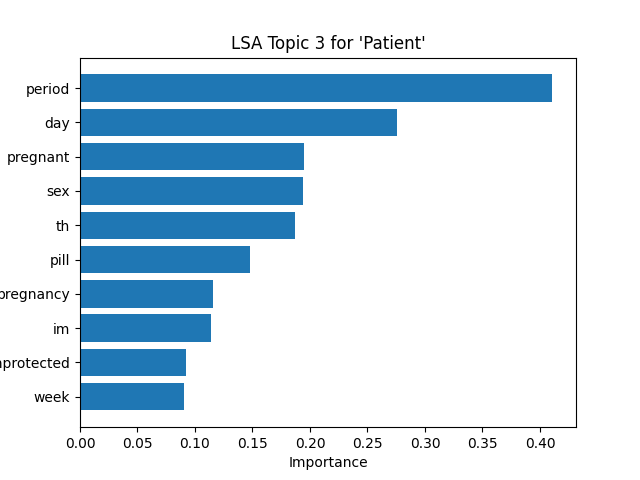 LSA Topic 3 for 'Patient'
period
day
pregnant
sex
th
pill
pregnancy
im
nprotected
week
0.00 0.05 0.10 0.15 0.20 0.25 0.30 0.35 0.40
Importance